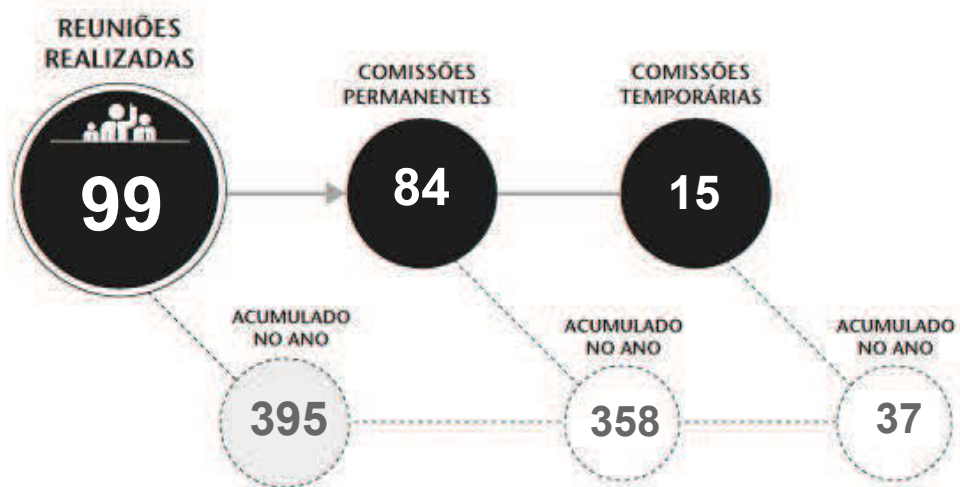 REUNIÕES
REALIZADAS
99
COMISSÕES
PERMANENTES
84
COMISSÕES
TEMPORÁRIAS
15
ACUMULADO
NO ANO
395
ACUMULADO
NO ANO
358
ACUMULADO
NO ANO
37